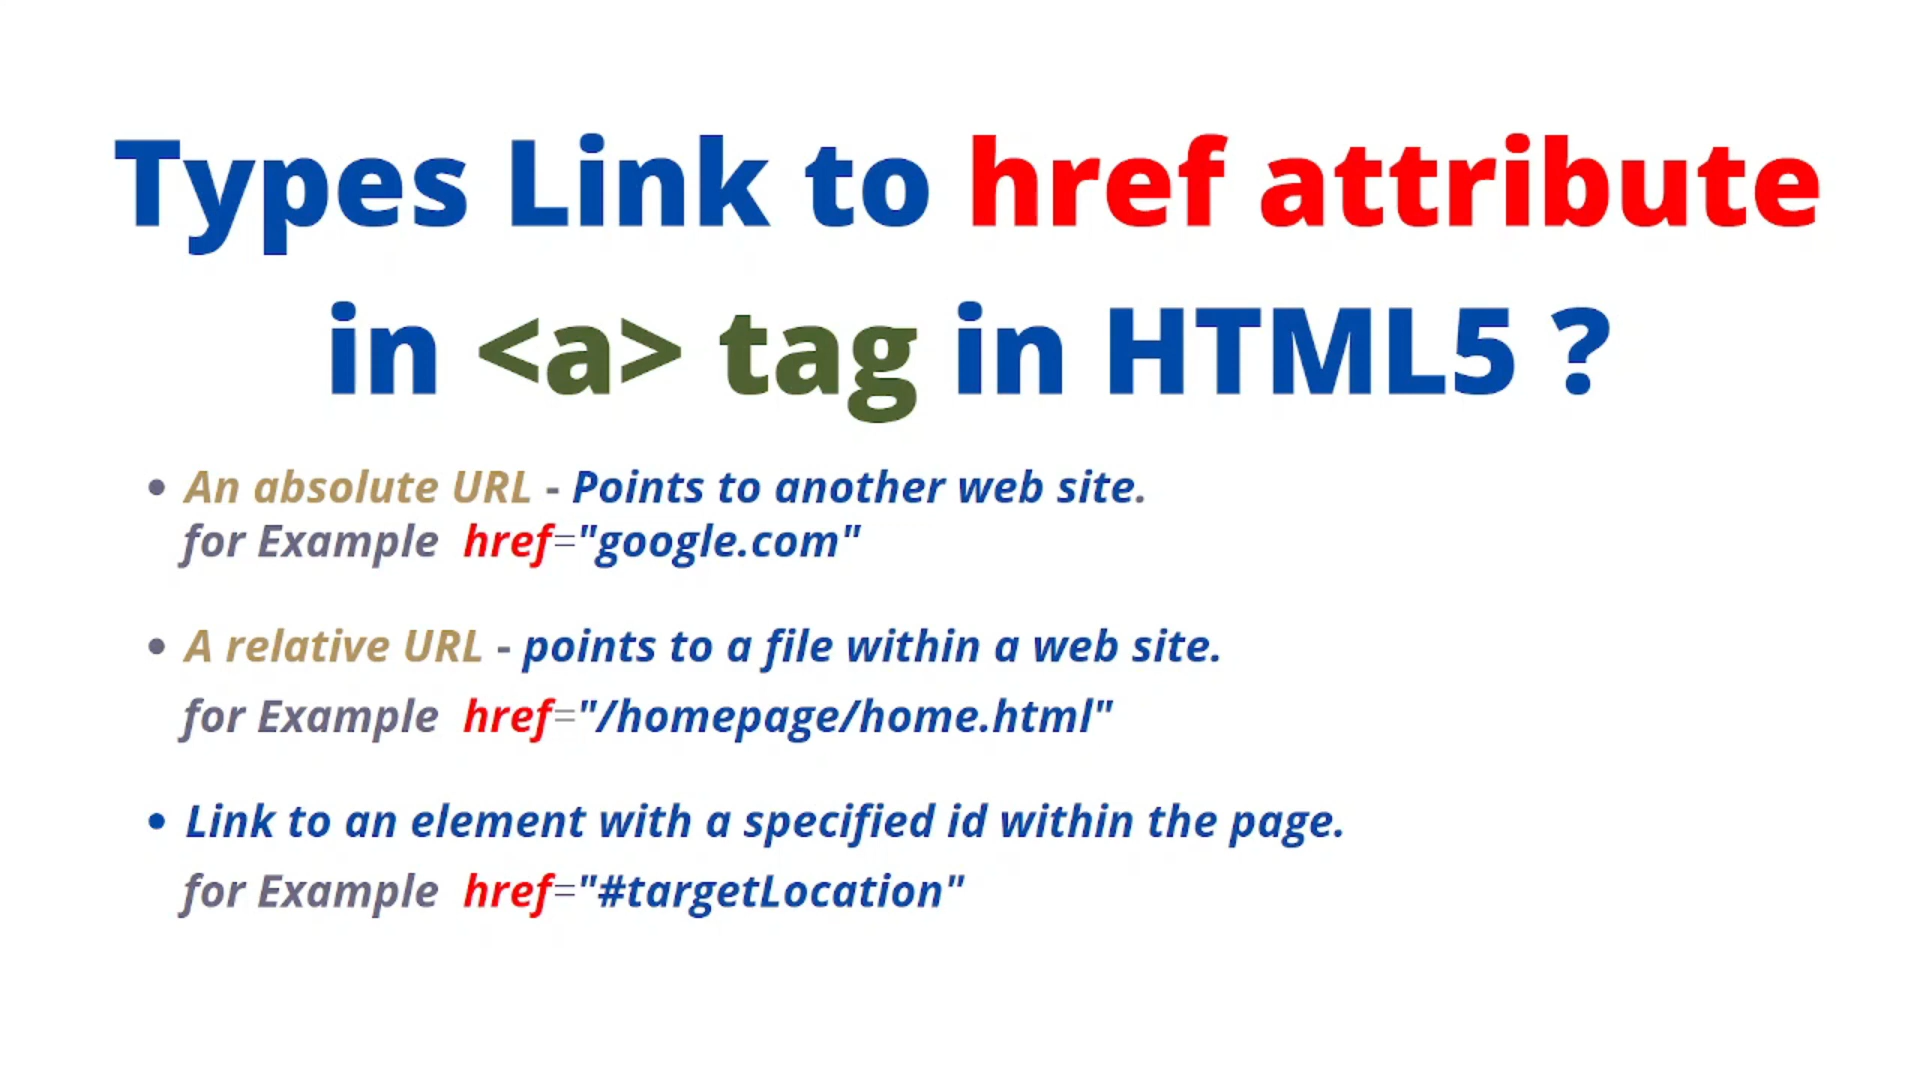 Types Link to href attribute
in <a> tag in HTML5 ?
• An absolute URL - Points to another web site.
for Example href="google.com"
• A relative URL - points to a file within a web site.
for Example href="/homepage/home.html"
• Link to an element with a specified id within the page.
for Example href="#targetLocation"